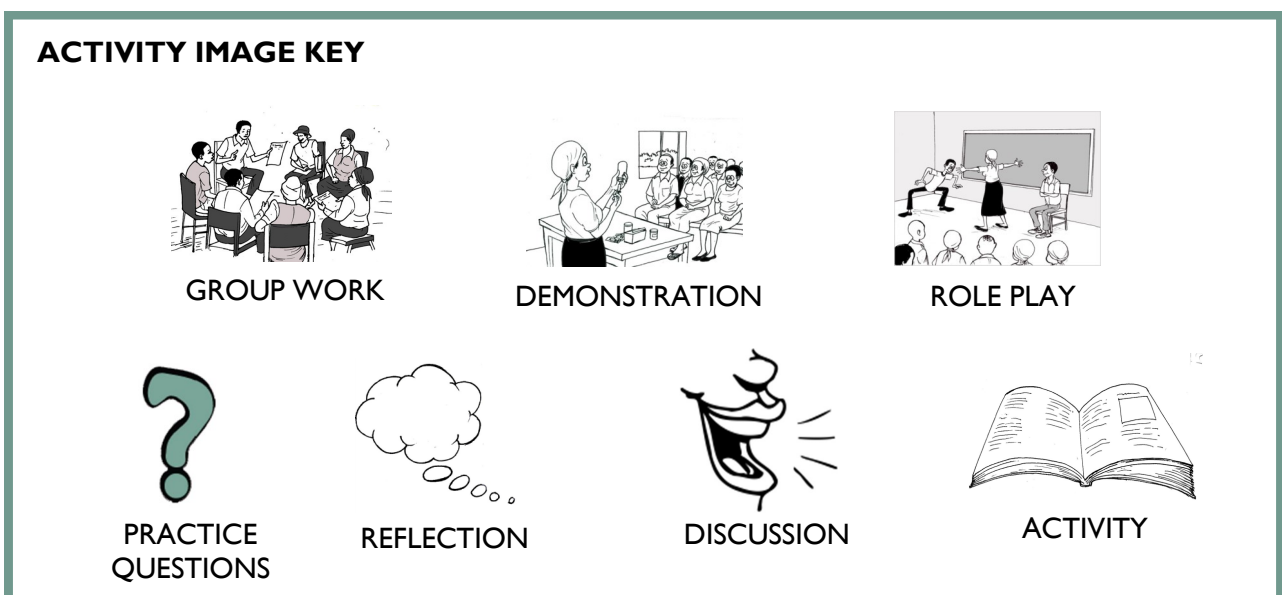 ACTIVITY IMAGE KEY
GROUP WORK
DEMONSTRATION
ROLE PLAY
?
PRACTICE
QUESTIONS
REFLECTION
DISCUSSION
ACTIVITY